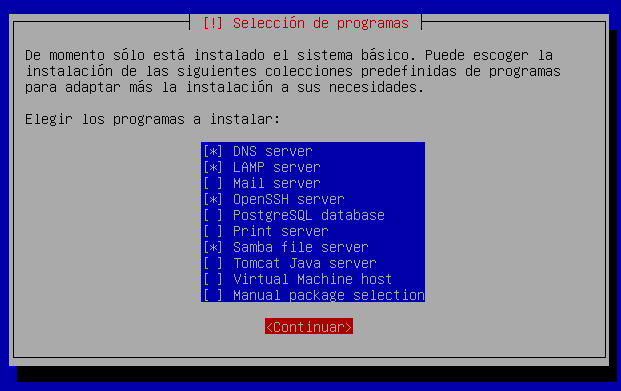 [!] Selección de programas
De momento sólo está instalado el sistema básico. Puede escoger la
instalación de las siguientes colecciones predefinidas de programas
para adaptar más la instalación a sus necesidades.
Elegir los programas a instalar:
[*] DNS server
[*] LAMP server
[ ] Mail server
[*] OpenSSH server
[ ] PostgreSQL database
[ ] Print server
[*] Samba file server
[ ] Tomcat Java server
[ ] Virtual Machine host
[ ] Manual package selection
<Continuar>